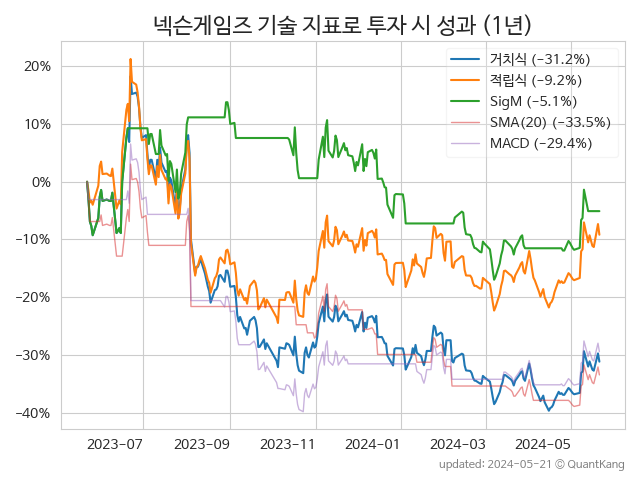 넥슨게임즈 기술 지표로 투자 시 성과 (1년)
거치식 (−31.2%)
적립식 (−9.2%)
SigM (−5.1%)
SMA(20) (−33.5%)
MACD (−29.4%)
20%
10%
0%
−10%
−20%
−30%
−40%
2023−07 2023−09 2023−11 2024−01 2024−03 2024−05
updated: 2024-05-21 © QuantKang